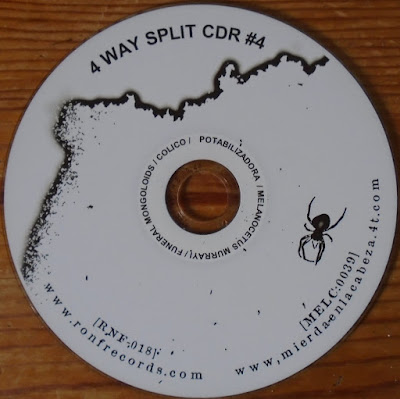 4 WAY SPLIT CDR #4
POTABILIZADORA / MELANOCETUS MURRAYI / FUNERAL MONGOLOIDS / COLICO /
[RNF:018]
www.ronfrecords.com
[MELC:0039]
www.mierdaenlacabeza.4t.com